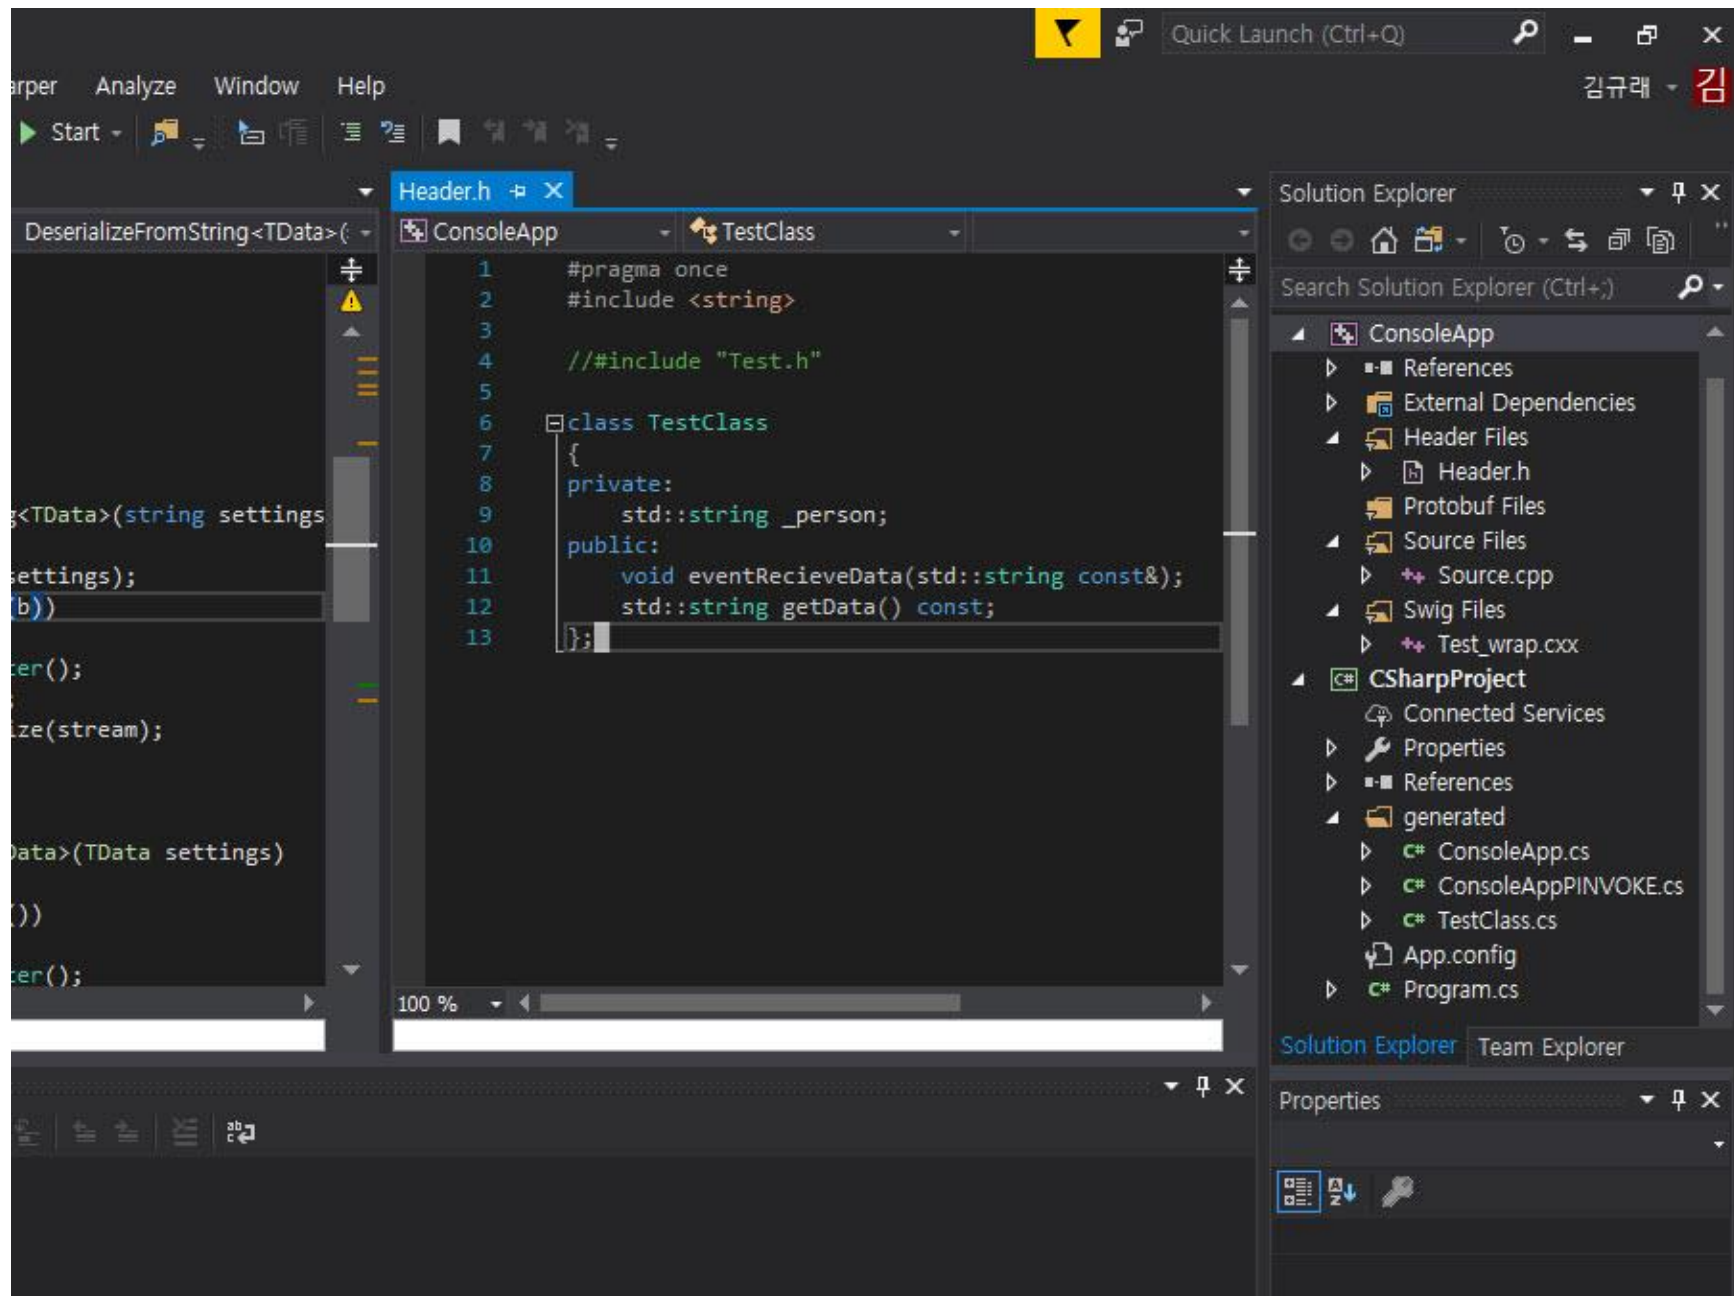 Quick Launch (Ctrl+Q)
arper Analyze Window Help
김규래
김
Start
Header.h
Solution Explorer
DeserializeFromString<TData>(
ConsoleApp
TestClass
Search Solution Explorer (Ctrl+;)
g<TData>(string settings
settings);
(b))
ter();
ize(stream);
Data>(TData settings)
())
ter();
1 #pragma once
2 #include <string>
3
4 //#include "Test.h"
5
6 class TestClass
7 {
8 private:
9 std::string _person;
10 public:
11 void eventRecieveData(std::string const&);
12 std::string getData() const;
13 };
100 %
ConsoleApp
References
External Dependencies
Header Files
Header.h
Protobuf Files
Source Files
Source.cpp
Swig Files
Test_wrap.cxx
CSharpProject
Connected Services
Properties
References
generated
ConsoleApp.cs
ConsoleAppPINVOKE.cs
TestClass.cs
App.config
Program.cs
Solution Explorer Team Explorer
Properties